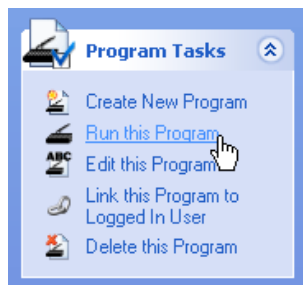 Program Tasks
Create New Program
Run this Program
ABC
Edit this Program
Link this Program to
Logged In User
Delete this Program